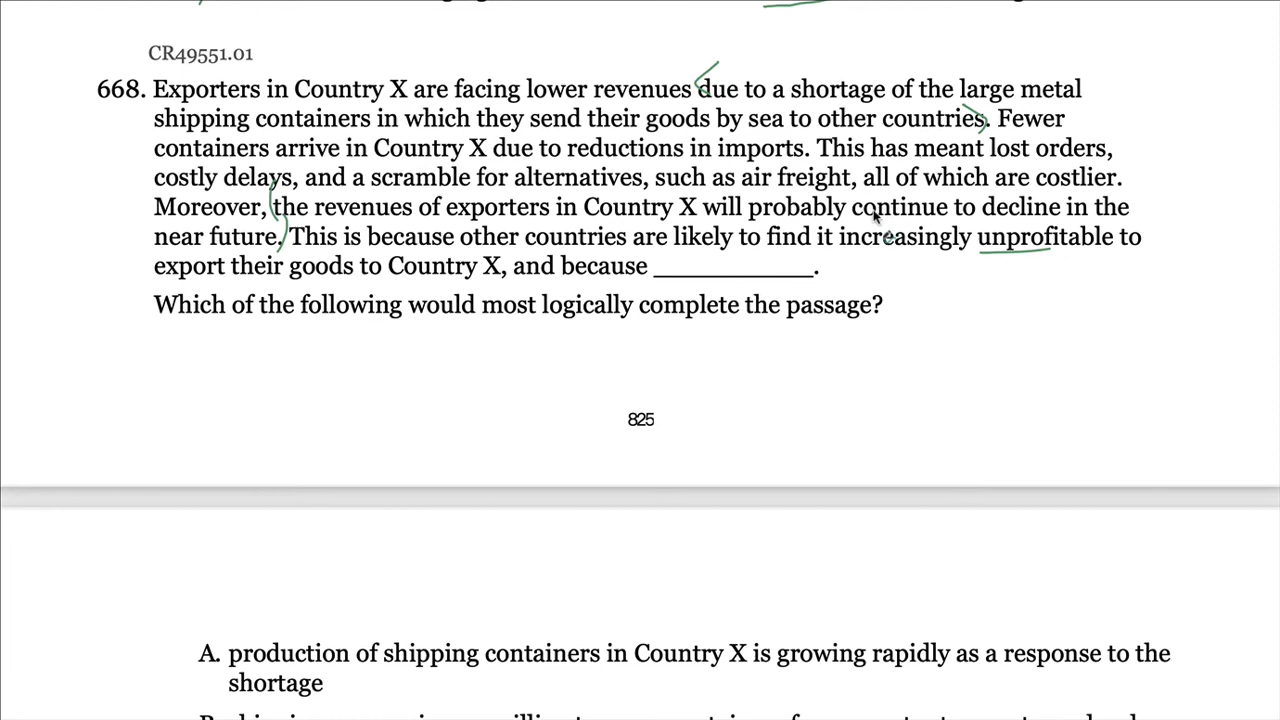 CR49551.01
668. Exporters in Country X are facing lower revenues due to a shortage of the large metal
shipping containers in which they send their goods by sea to other countries. Fewer
containers arrive in Country X due to reductions in imports. This has meant lost orders,
costly delays, and a scramble for alternatives, such as air freight, all of which are costlier.
Moreover, the revenues of exporters in Country X will probably continue to decline in the
near future. This is because other countries are likely to find it increasingly unprofitable to
export their goods to Country X, and because ____________.
Which of the following would most logically complete the passage?
825
A. production of shipping containers in Country X is growing rapidly as a response to the
shortage